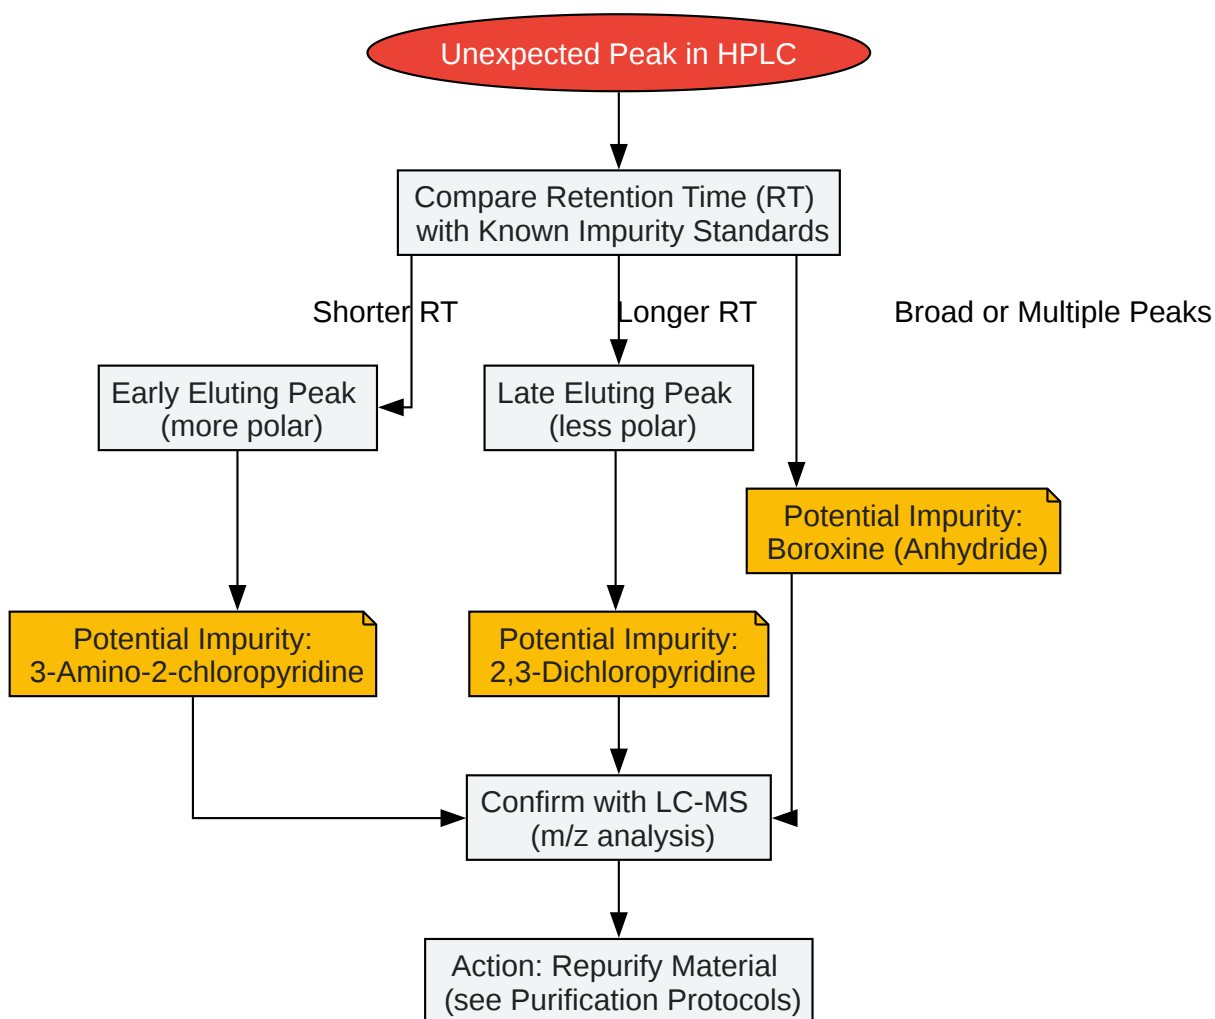 Unexpected Peak in HPLC
Compare Retention Time (RT)
with Known Impurity Standards
Shorter RT
Longer RT
Broad or Multiple Peaks
Early Eluting Peak
(more polar)
Late Eluting Peak
(less polar)
Potential Impurity:
Boroxine (Anhydride)
Potential Impurity:
3-Amino-2-chloropyridine
Potential Impurity:
2,3-Dichloropyridine
Confirm with LC-MS
(m/z analysis)
Action: Repurify Material
(see Purification Protocols)